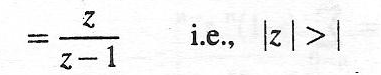 = z / z − 1 i.e., |z| > |